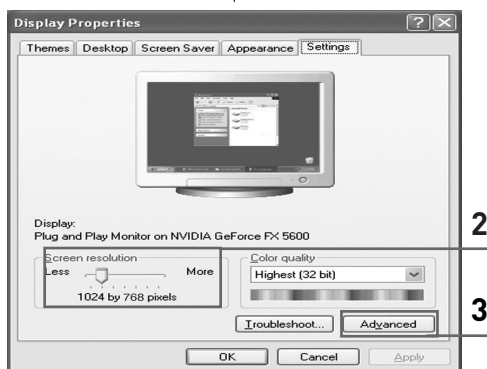 Display Properties
Themes Desktop Screen Saver Appearance Settings
Display:
Plug and Play Monitor on NVIDIA GeForce FX 5600
Screen resolution
Less More
1024 by 768 pixels
Color quality
Highest (32 bit)
2
3
Troubleshoot... Advanced
OK Cancel Apply